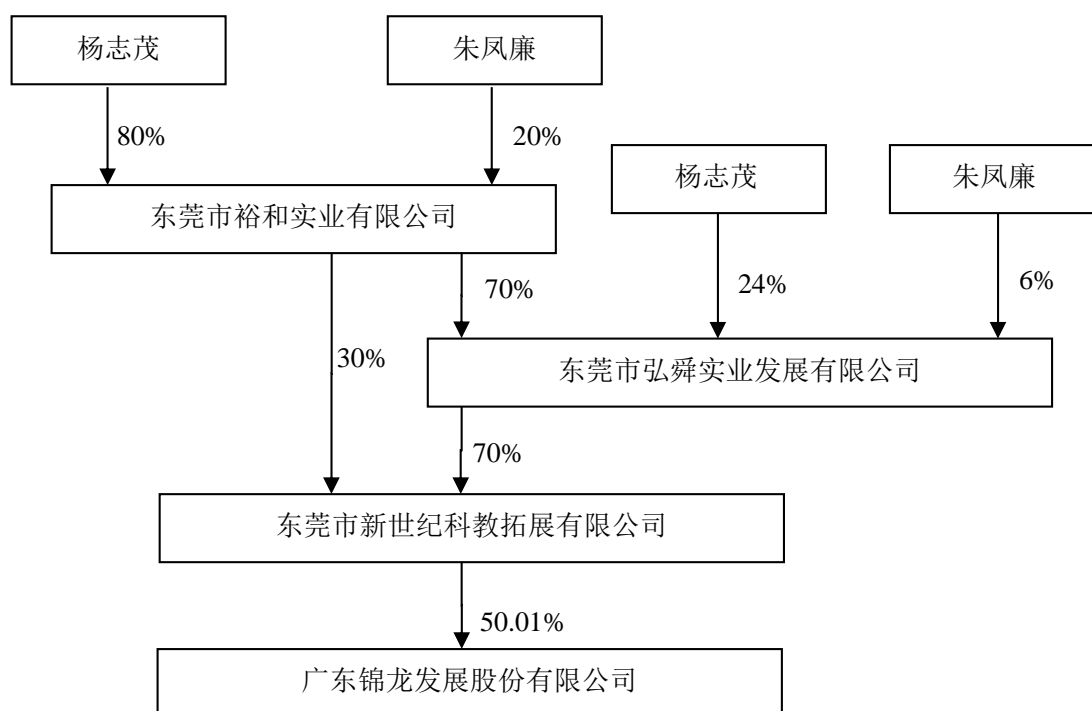 杨志茂
朱凤廉
80%
20%
杨志茂
朱凤廉
东莞市裕和实业有限公司
70%
24%
6%
30%
东莞市弘舜实业发展有限公司
70%
东莞市新世纪科教拓展有限公司
50.01%
广东锦龙发展股份有限公司